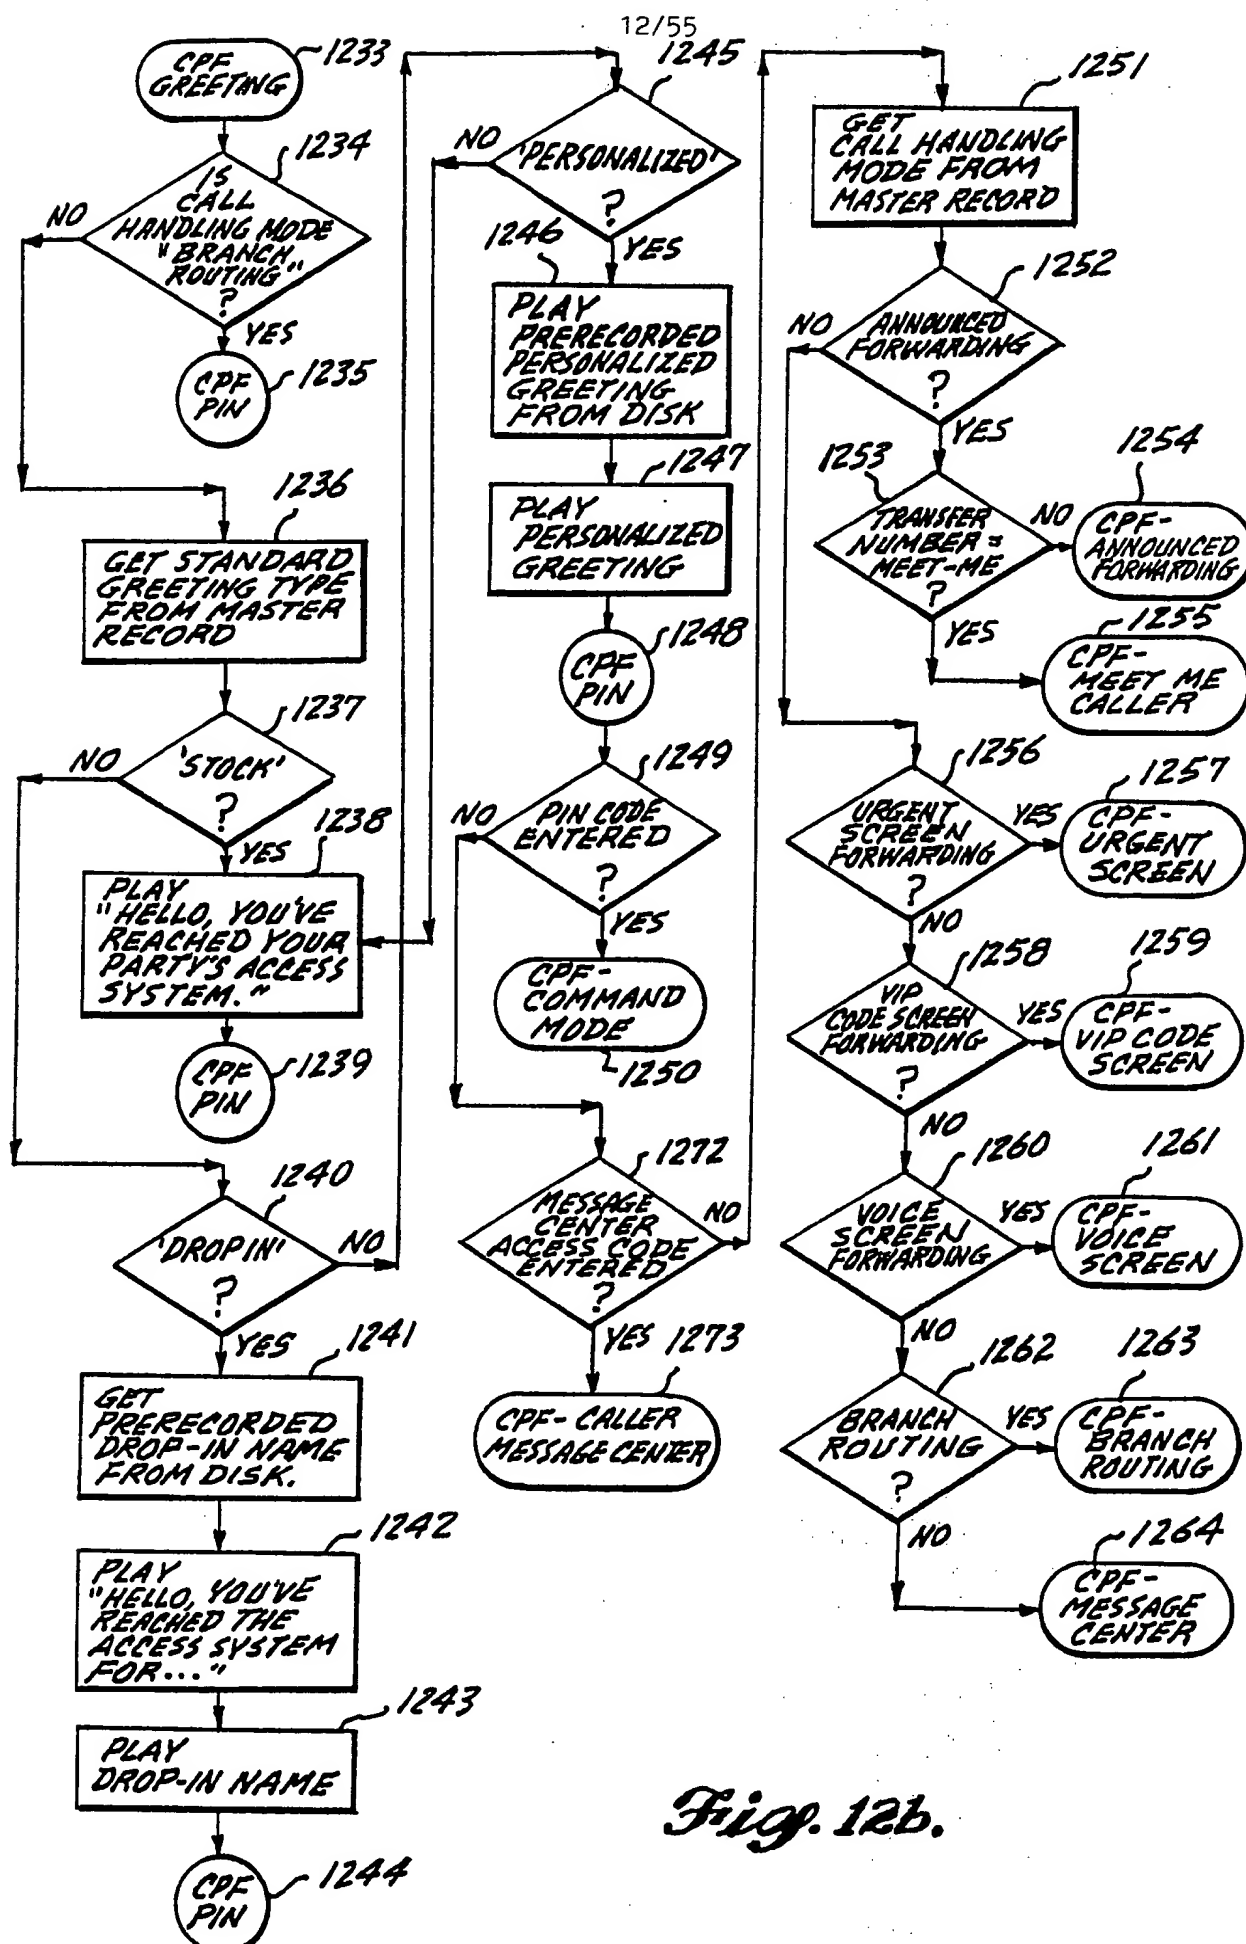 12/55
CPF
GREETING
1233
1234
IS
CALL
HANDLING MODE
"BRANCH
ROUTING"
?
NO
YES
CPF
PIN
1235
1236
GET STANDARD
GREETING TYPE
FROM MASTER
RECORD
1237
'STOCK'
?
NO
YES
1238
PLAY
"HELLO, YOU'VE
REACHED YOUR
PARTY'S ACCESS
SYSTEM."
CPF
PIN
1239
1240
'DROP IN'
?
NO
YES
1241
GET
PRERECORDED
DROP-IN NAME
FROM DISK.
1242
PLAY
"HELLO, YOU'VE
REACHED THE
ACCESS SYSTEM
FOR..."
1243
PLAY
DROP-IN NAME
CPF
PIN
1244
1245
'PERSONALIZED'
?
NO
YES
1246
PLAY
PRERECORDED
PERSONALIZED
GREETING
FROM DISK
1247
PLAY
PERSONALIZED
GREETING
1248
CPF
PIN
1249
PIN CODE
ENTERED
?
NO
YES
CPF-
COMMAND
MODE
1250
1272
MESSAGE
CENTER
ACCESS CODE
ENTERED
?
NO
YES
1273
CPF-CALLER
MESSAGE CENTER
1251
GET
CALL HANDLING
MODE FROM
MASTER RECORD
1252
ANNOUNCED
FORWARDING
?
NO
YES
1253
TRANSFER
NUMBER =
MEET-ME
?
NO
YES
1254
CPF-
ANNOUNCED
FORWARDING
1255
CPF-
MEET ME
CALLER
1256
URGENT
SCREEN
FORWARDING
?
YES
NO
1257
CPF-
URGENT
SCREEN
1258
VIP
CODE SCREEN
FORWARDING
?
YES
NO
1259
CPF-
VIP CODE
SCREEN
1260
VOICE
SCREEN
FORWARDING
?
YES
NO
1261
CPF-
VOICE
SCREEN
1262
BRANCH
ROUTING
?
YES
NO
1263
CPF-
BRANCH
ROUTING
1264
CPF-
MESSAGE
CENTER
Fig. 12b.